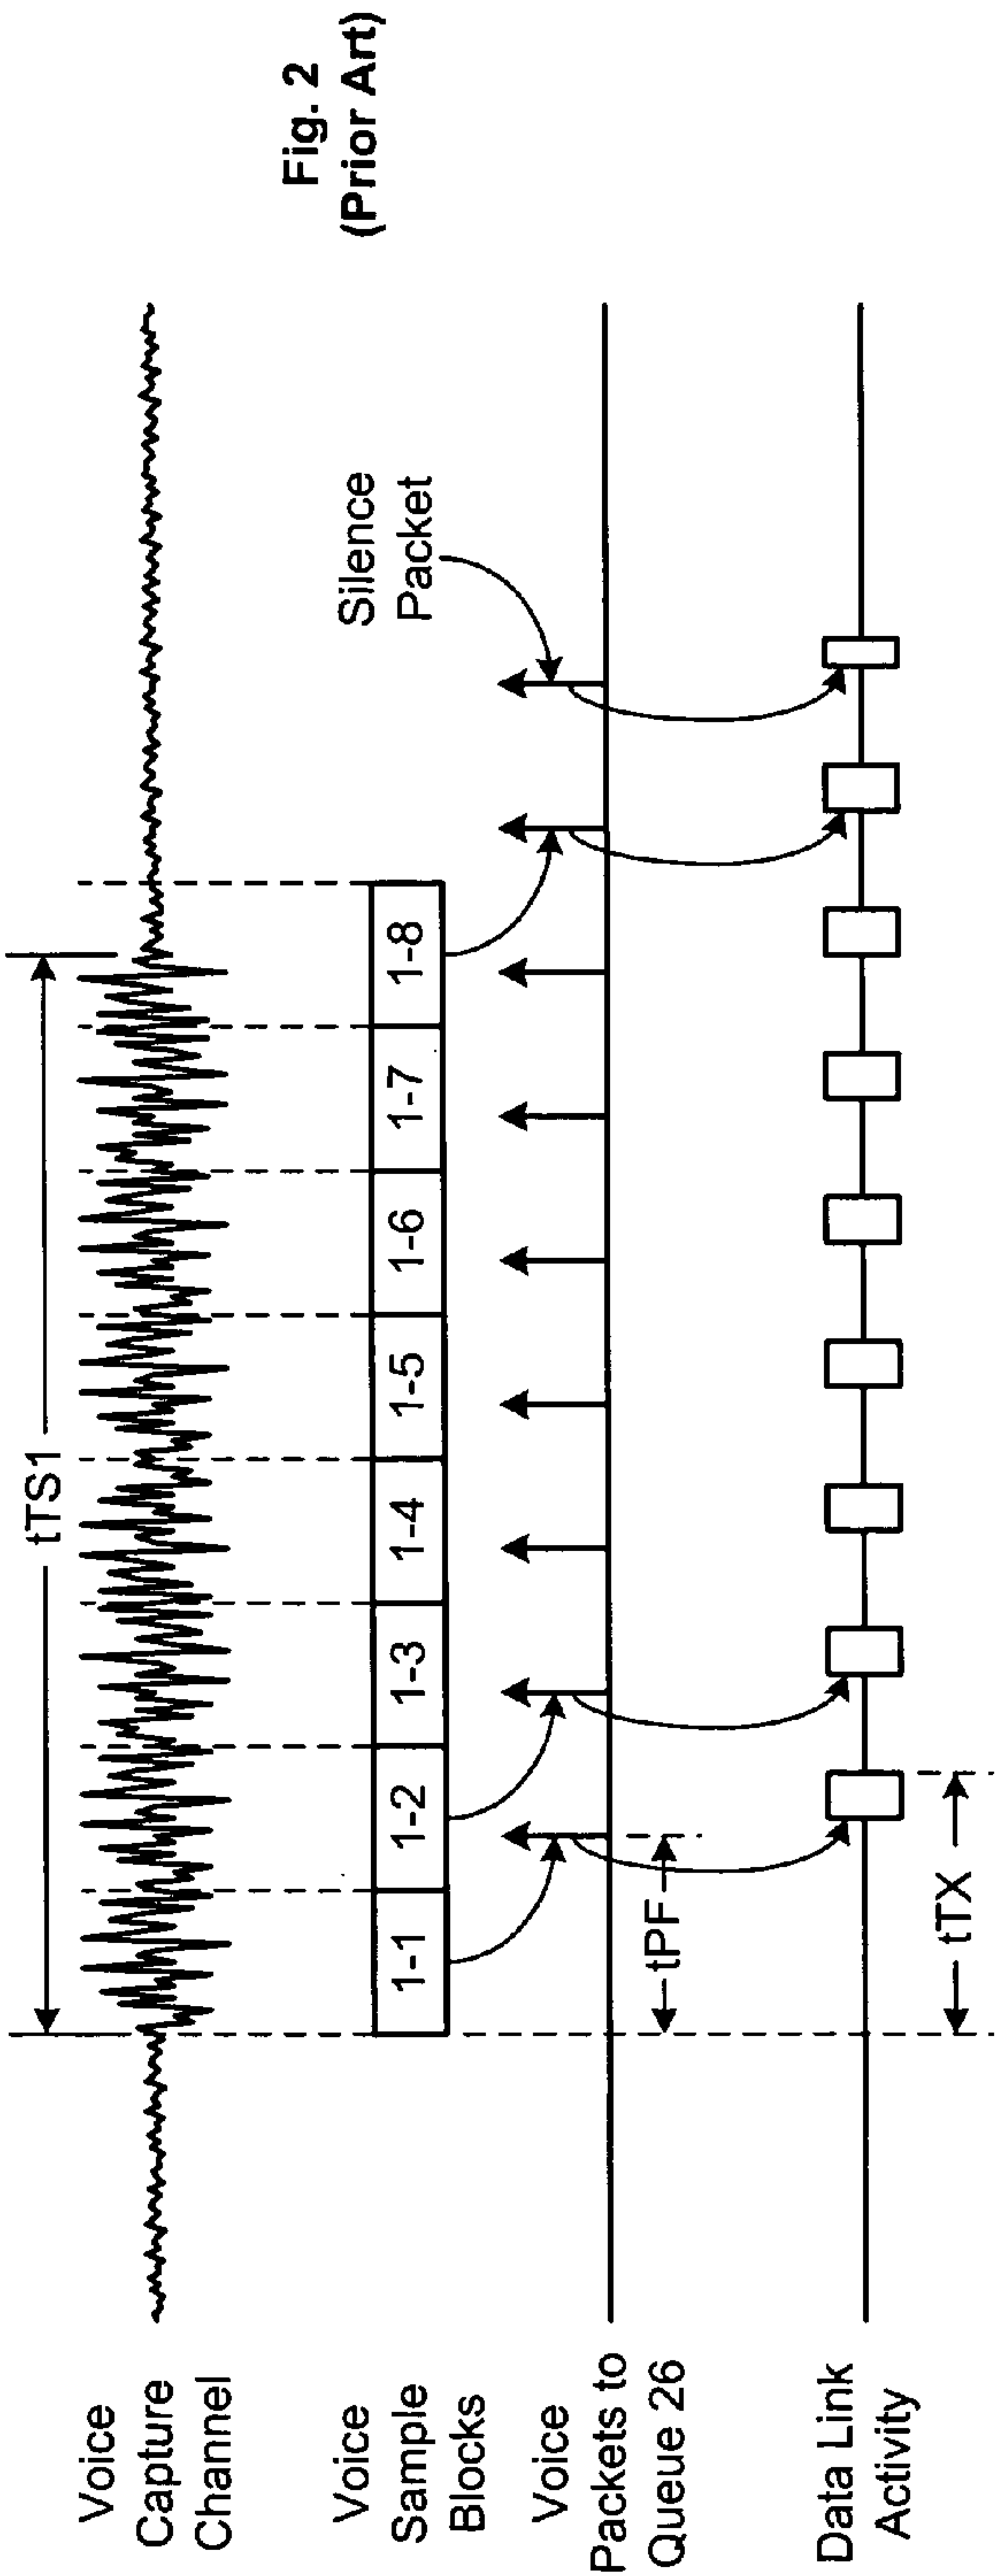 Fig. 2
(Prior Art)
tTS1
Voice
Capture
Channel
Voice
Sample
Blocks
1-1 1-2 1-3 1-4 1-5 1-6 1-7 1-8
Silence
Packet
Voice
Packets to
Queue 26
tPF
Data Link
Activity
tTX